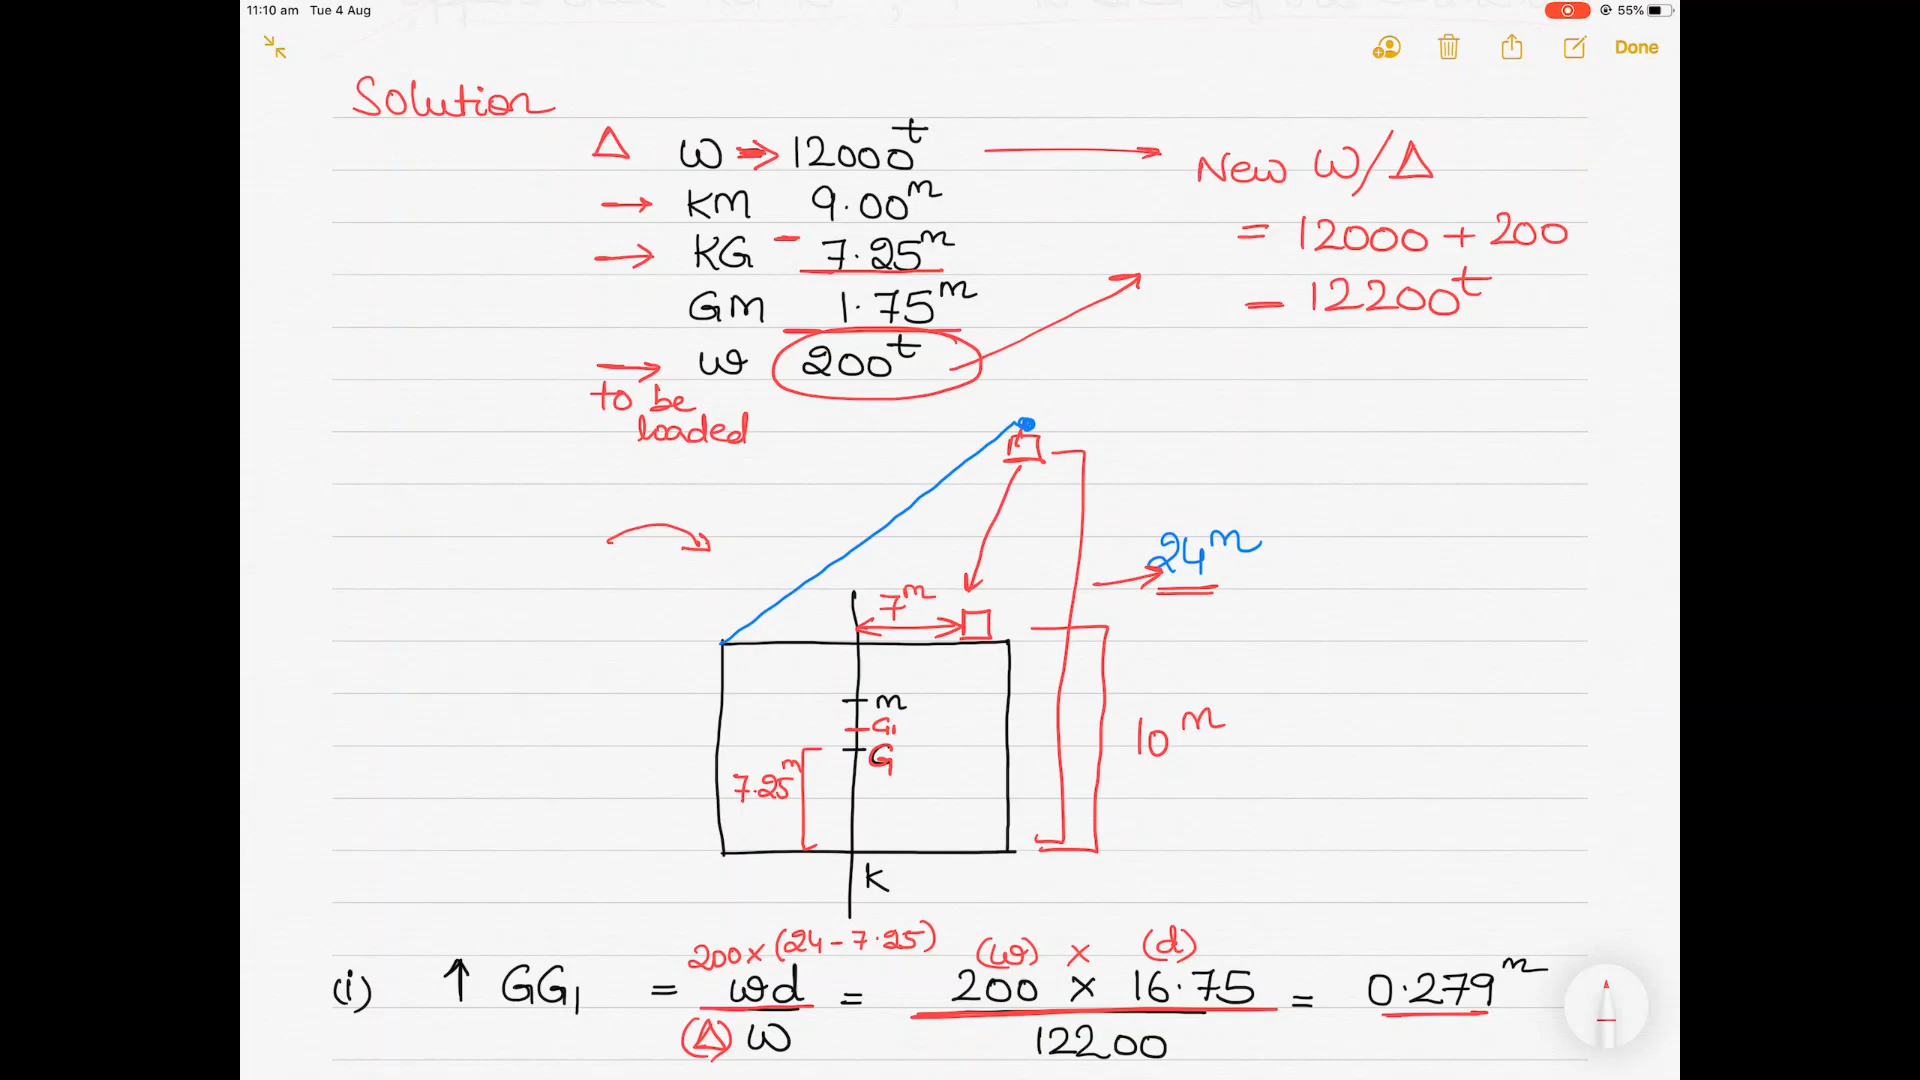 11:10 am Tue 4 Aug
55%
Done
Solution
Δ W → 12000ᵗ → New W/Δ
→ KM 9.00ᵐ
= 12000 + 200
→ KG - 7.25ᵐ
= 12200ᵗ
GM 1.75ᵐ
→ w 200ᵗ
to be
loaded
24ᵐ
7ᵐ
m
G₁
G
7.25ᵐ
10ᵐ
K
200 × (24 - 7.25) (w) × (d)
(i) ↑ GG₁ = wd = 200 × 16.75 = 0.279ᵐ
(Δ) W 12200